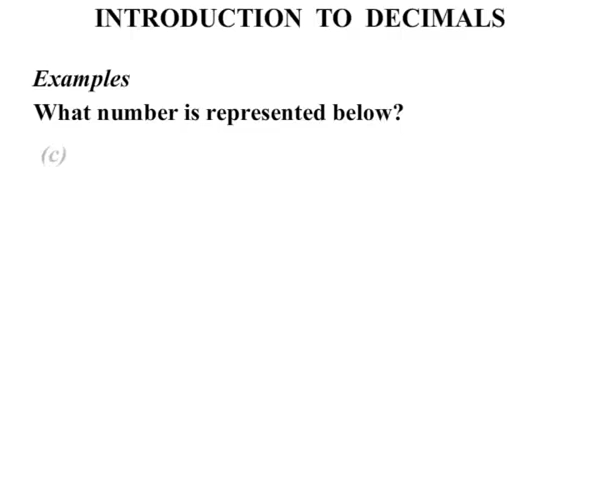 INTRODUCTION TO DECIMALS
Examples
What number is represented below?
(c)